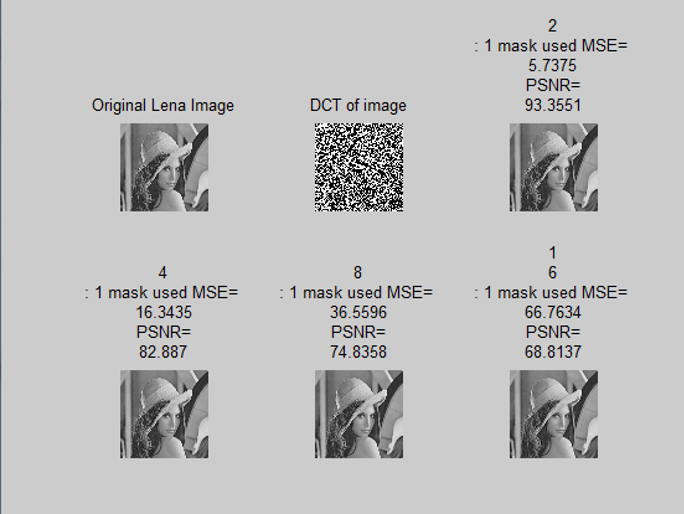 Original Lena Image
DCT of image
2
: 1 mask used MSE=
5.7375
PSNR=
93.3551
4
: 1 mask used MSE=
16.3435
PSNR=
82.887
8
: 1 mask used MSE=
36.5596
PSNR=
74.8358
1
6
: 1 mask used MSE=
66.7634
PSNR=
68.8137